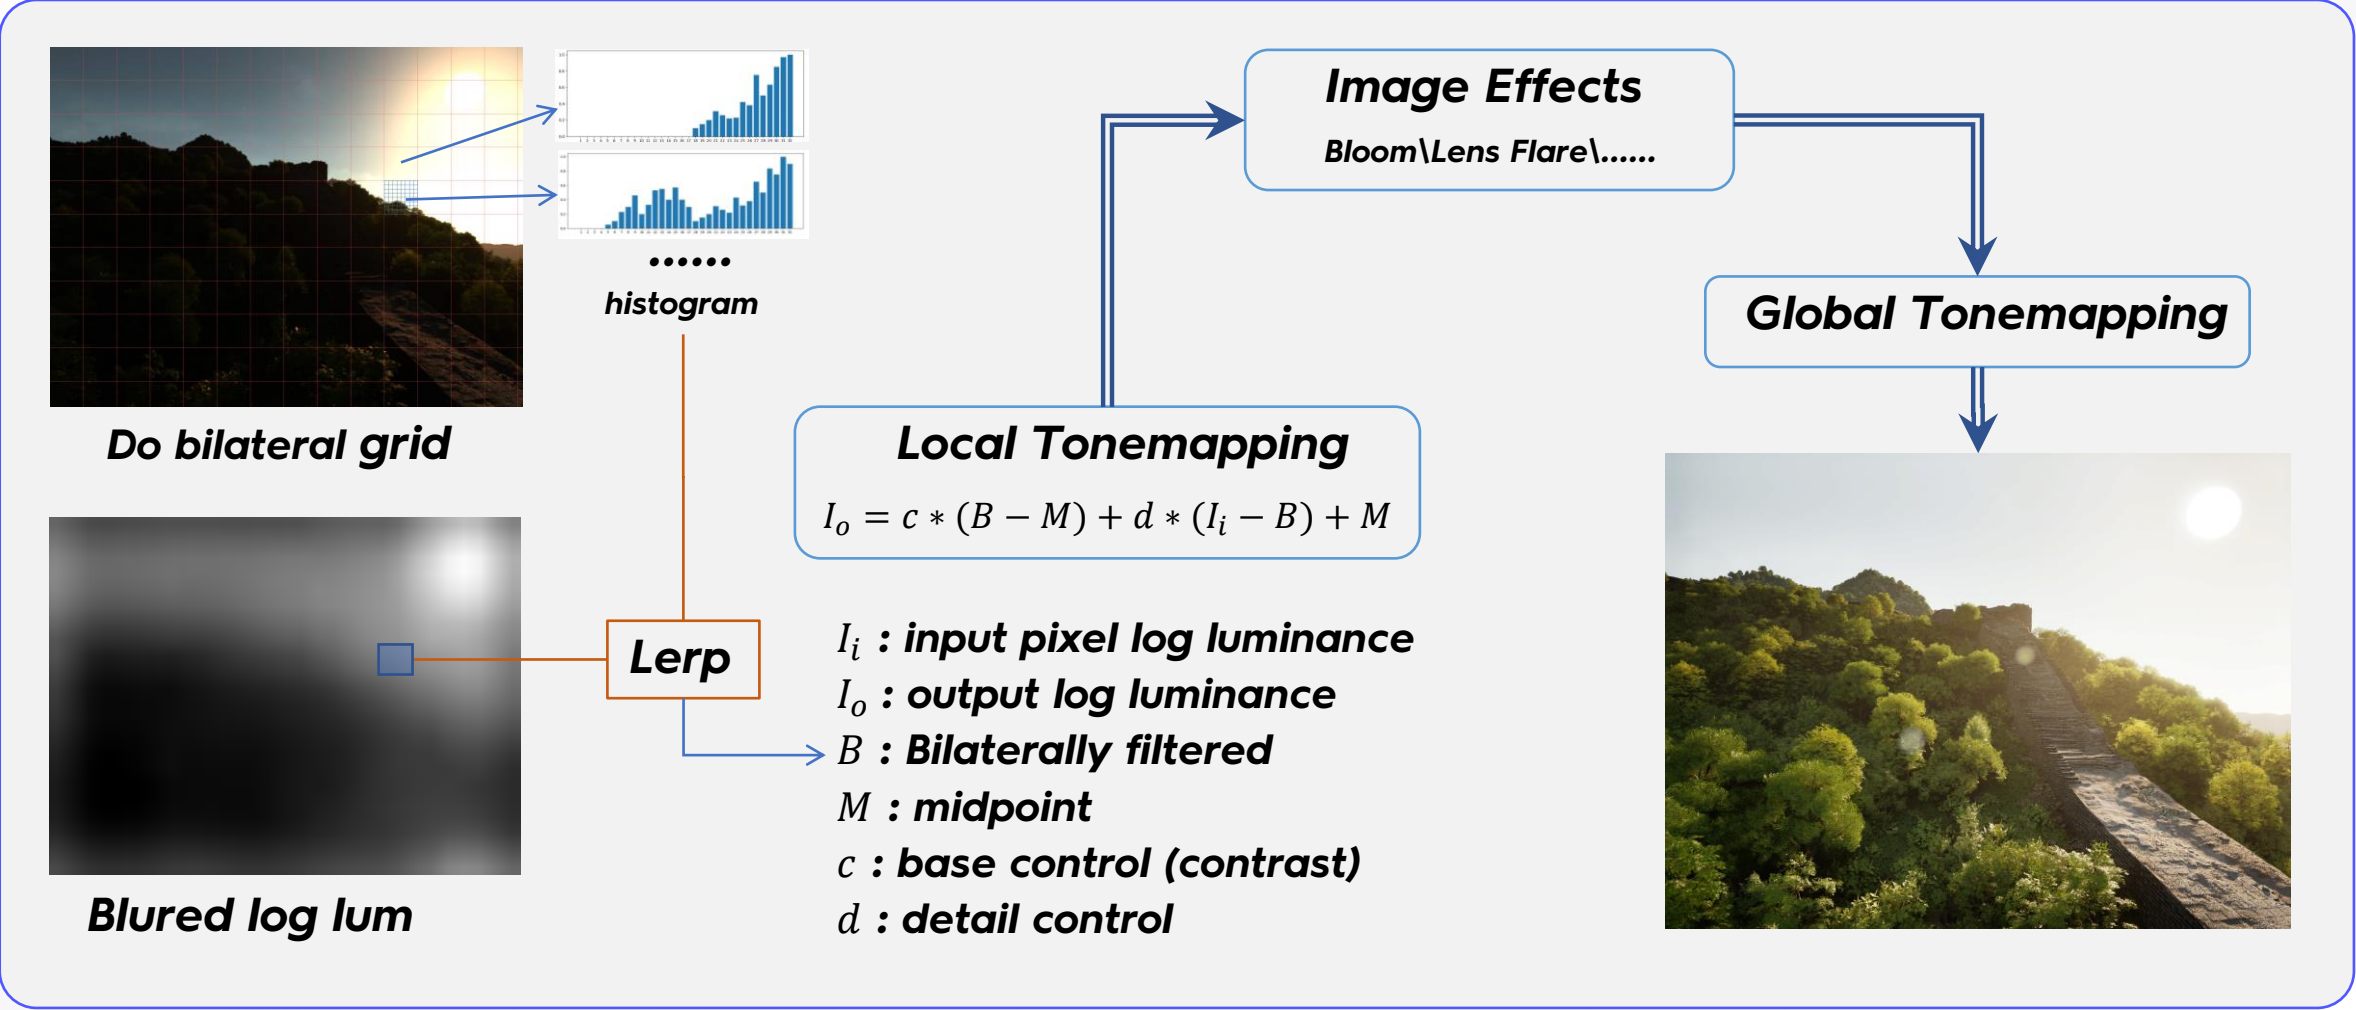 Do bilateral grid
......
histogram
Blured log lum
Lerp
Local Tonemapping
I_o = c ∗ (B − M) + d ∗ (I_i − B) + M
I_i : input pixel log luminance
I_o : output log luminance
B : Bilaterally filtered
M : midpoint
c : base control (contrast)
d : detail control
Image Effects
Bloom\Lens Flare\......
Global Tonemapping